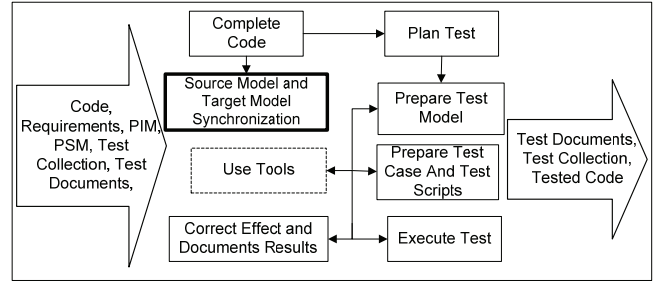 Complete
Code
Plan Test
Source Model and
Target Model
Synchronization
Prepare Test
Model
Code,
Requirements, PIM,
PSM, Test
Collection, Test
Documents,
Use Tools
Prepare Test
Case And Test
Scripts
Test Documents,
Test Collection,
Tested Code
Correct Effect and
Documents Results
Execute Test